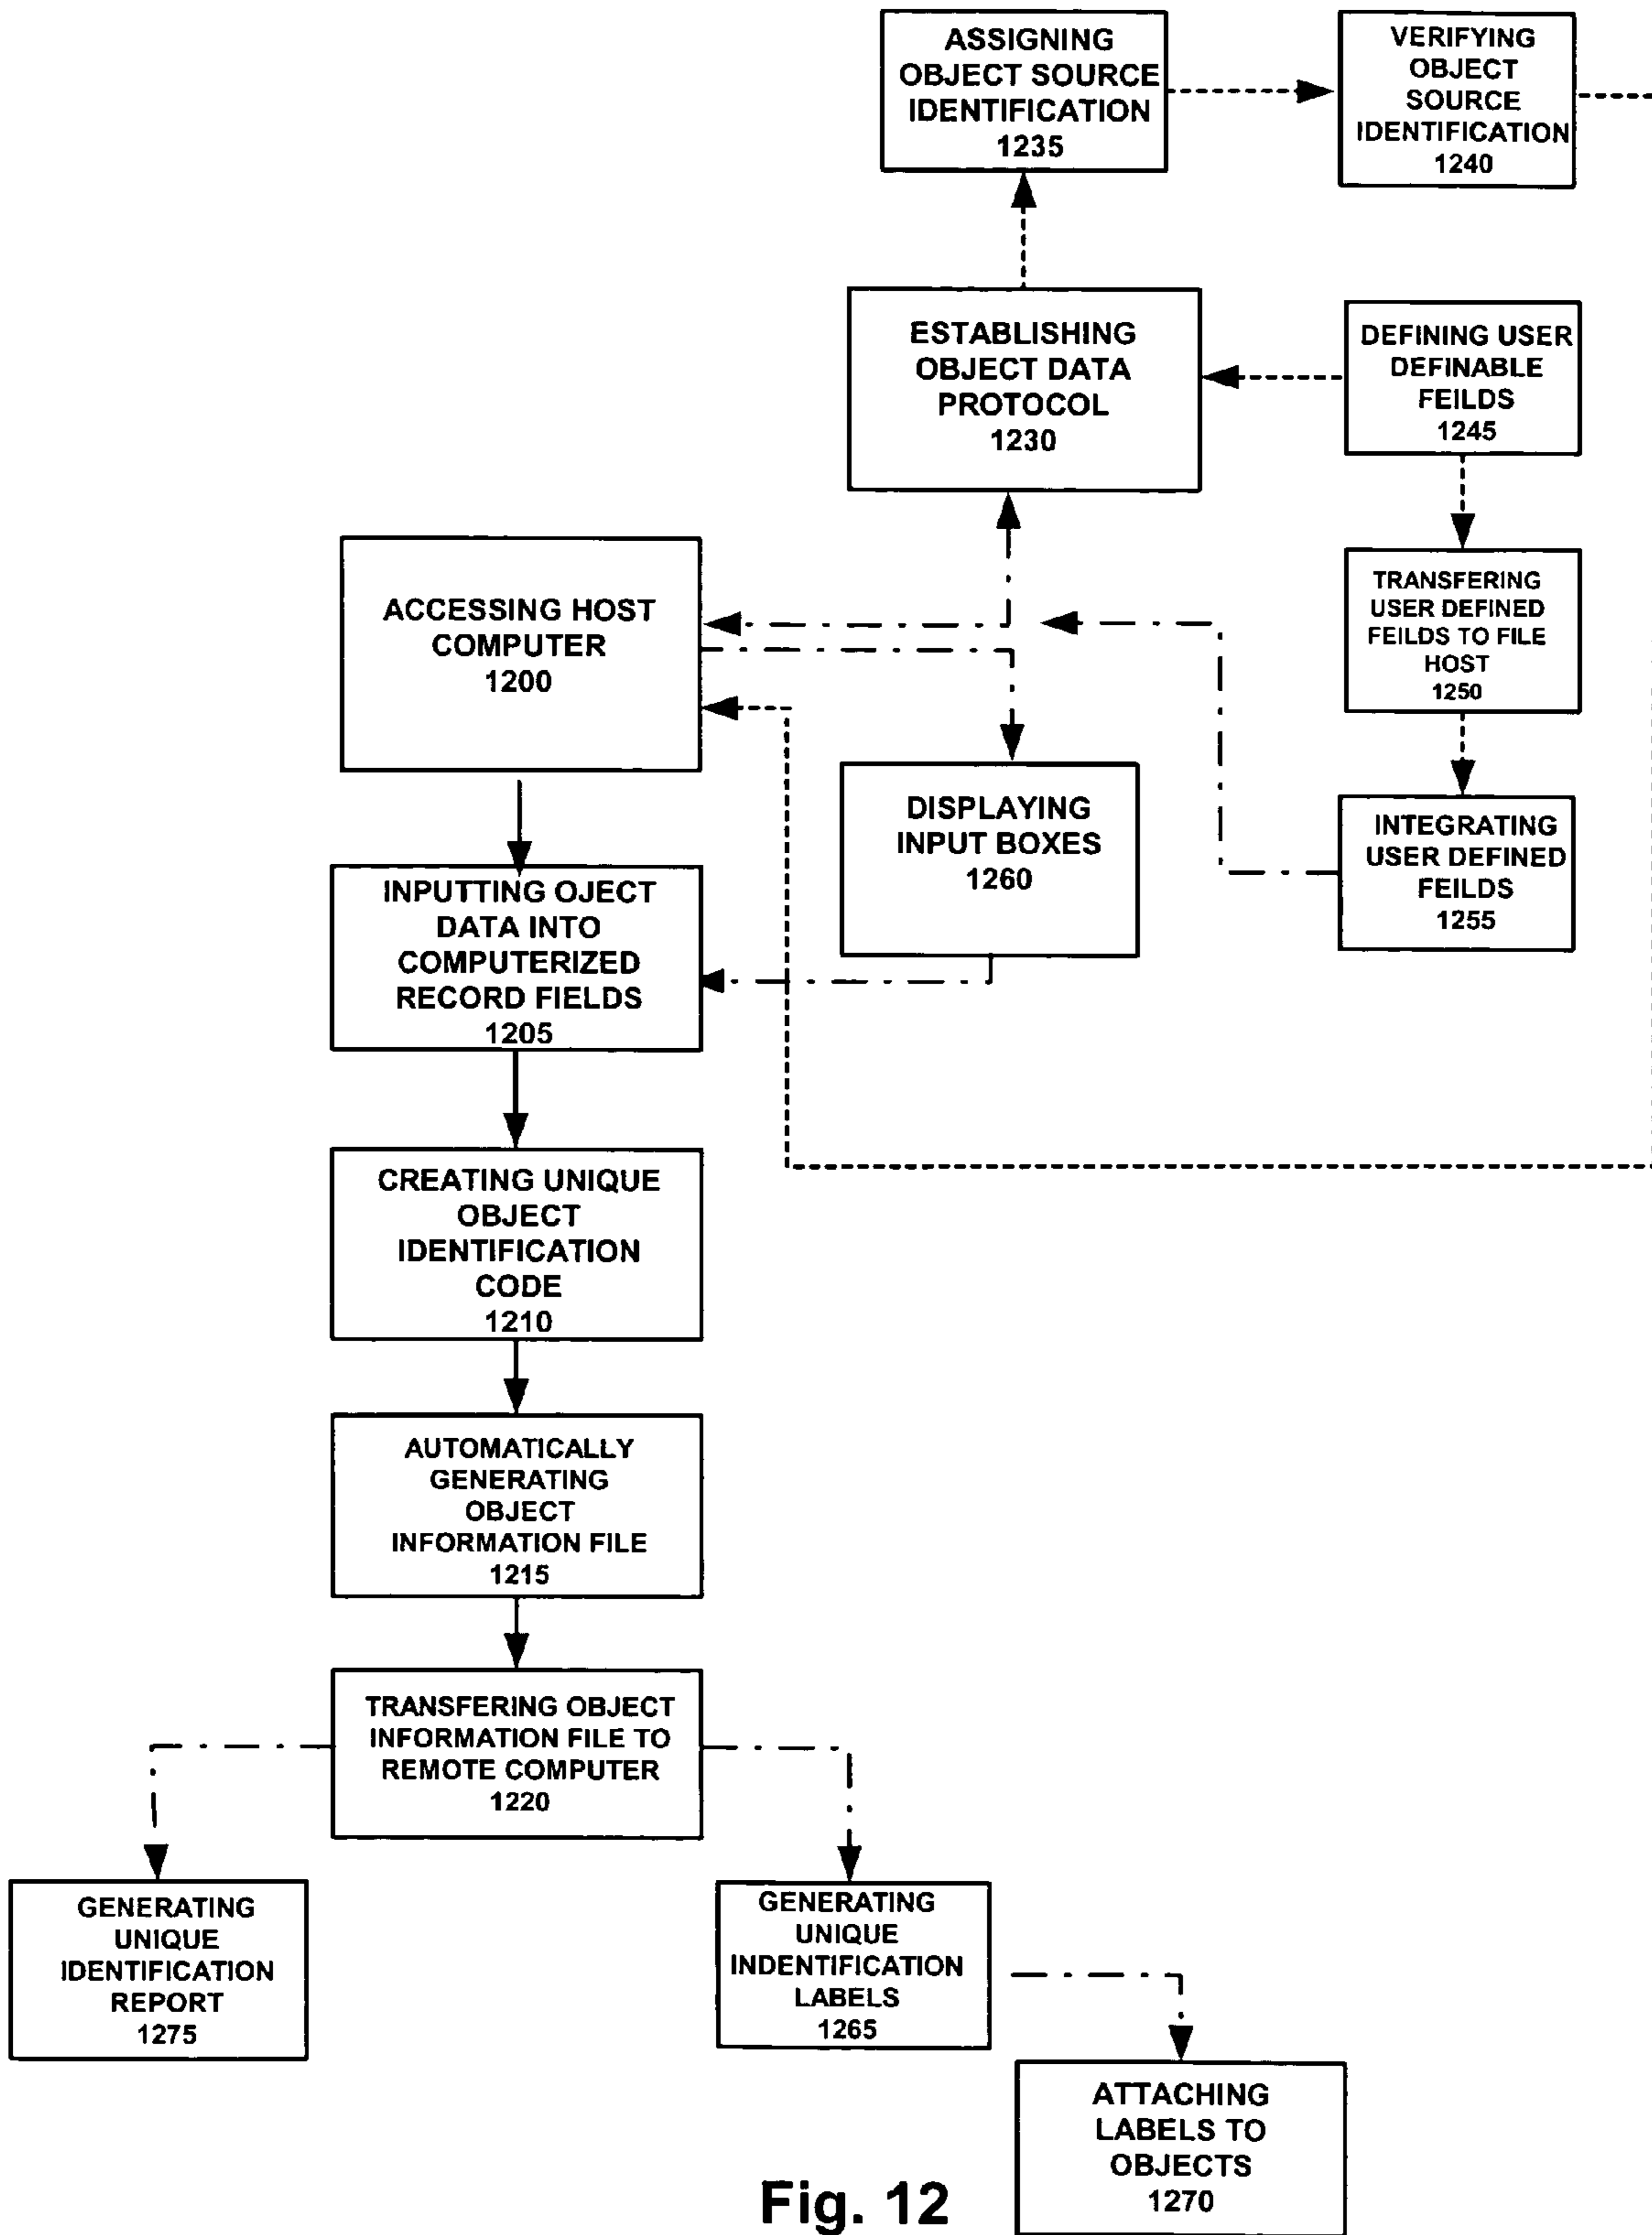 ASSIGNING
OBJECT SOURCE
IDENTIFICATION
1235
VERIFYING
OBJECT
SOURCE
IDENTIFICATION
1240
ESTABLISHING
OBJECT DATA
PROTOCOL
1230
DEFINING USER
DEFINABLE
FEILDS
1245
ACCESSING HOST
COMPUTER
1200
TRANSFERING
USER DEFINED
FEILDS TO FILE
HOST
1250
DISPLAYING
INPUT BOXES
1260
INTEGRATING
USER DEFINED
FEILDS
1255
INPUTTING OJECT
DATA INTO
COMPUTERIZED
RECORD FIELDS
1205
CREATING UNIQUE
OBJECT
IDENTIFICATION
CODE
1210
AUTOMATICALLY
GENERATING
OBJECT
INFORMATION FILE
1215
TRANSFERING OBJECT
INFORMATION FILE TO
REMOTE COMPUTER
1220
GENERATING
UNIQUE
IDENTIFICATION
REPORT
1275
GENERATING
UNIQUE
INDENTIFICATION
LABELS
1265
ATTACHING
LABELS TO
OBJECTS
1270
Fig. 12